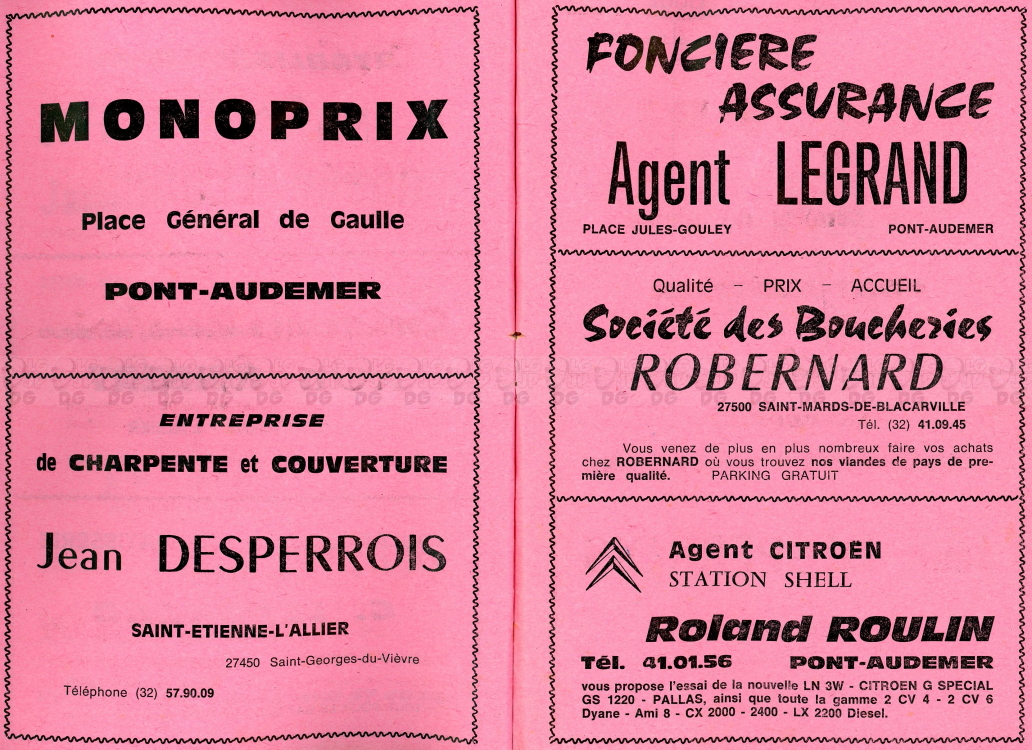 MONOPRIX
Place Général de Gaulle
PONT-AUDEMER
ENTREPRISE
de CHARPENTE et COUVERTURE
Jean DESPERROIS
SAINT-ETIENNE-L'ALLIER
27450 Saint-Georges-du-Vièvre
Téléphone (32) 57.90.09
FONCIERE
ASSURANCE
Agent LEGRAND
PLACE JULES-GOULEY PONT-AUDEMER
Qualité - PRIX - ACCUEIL
Société des Boucheries
ROBERNARD
27500 SAINT-MARDS-DE-BLACARVILLE
Tél. (32) 41.09.45
Vous venez de plus en plus nombreux faire vos achats
chez ROBERNARD où vous trouvez nos viandes de pays de pre-
mière qualité. PARKING GRATUIT
Agent CITROËN
STATION SHELL
Roland ROULIN
Tél. 41.01.56 PONT-AUDEMER
vous propose l'essai de la nouvelle LN 3W - CITROEN G SPECIAL
GS 1220 - PALLAS, ainsi que toute la gamme 2 CV 4 - 2 CV 6
Dyane - Ami 8 - CX 2000 - 2400 - LX 2200 Diesel.